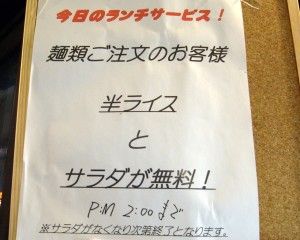 今日のランチサービス！
麺類ご注文のお客様
半ライス
と
サラダが無料！
P:M 2:00まで
※サラダがなくなり次第終了となります。